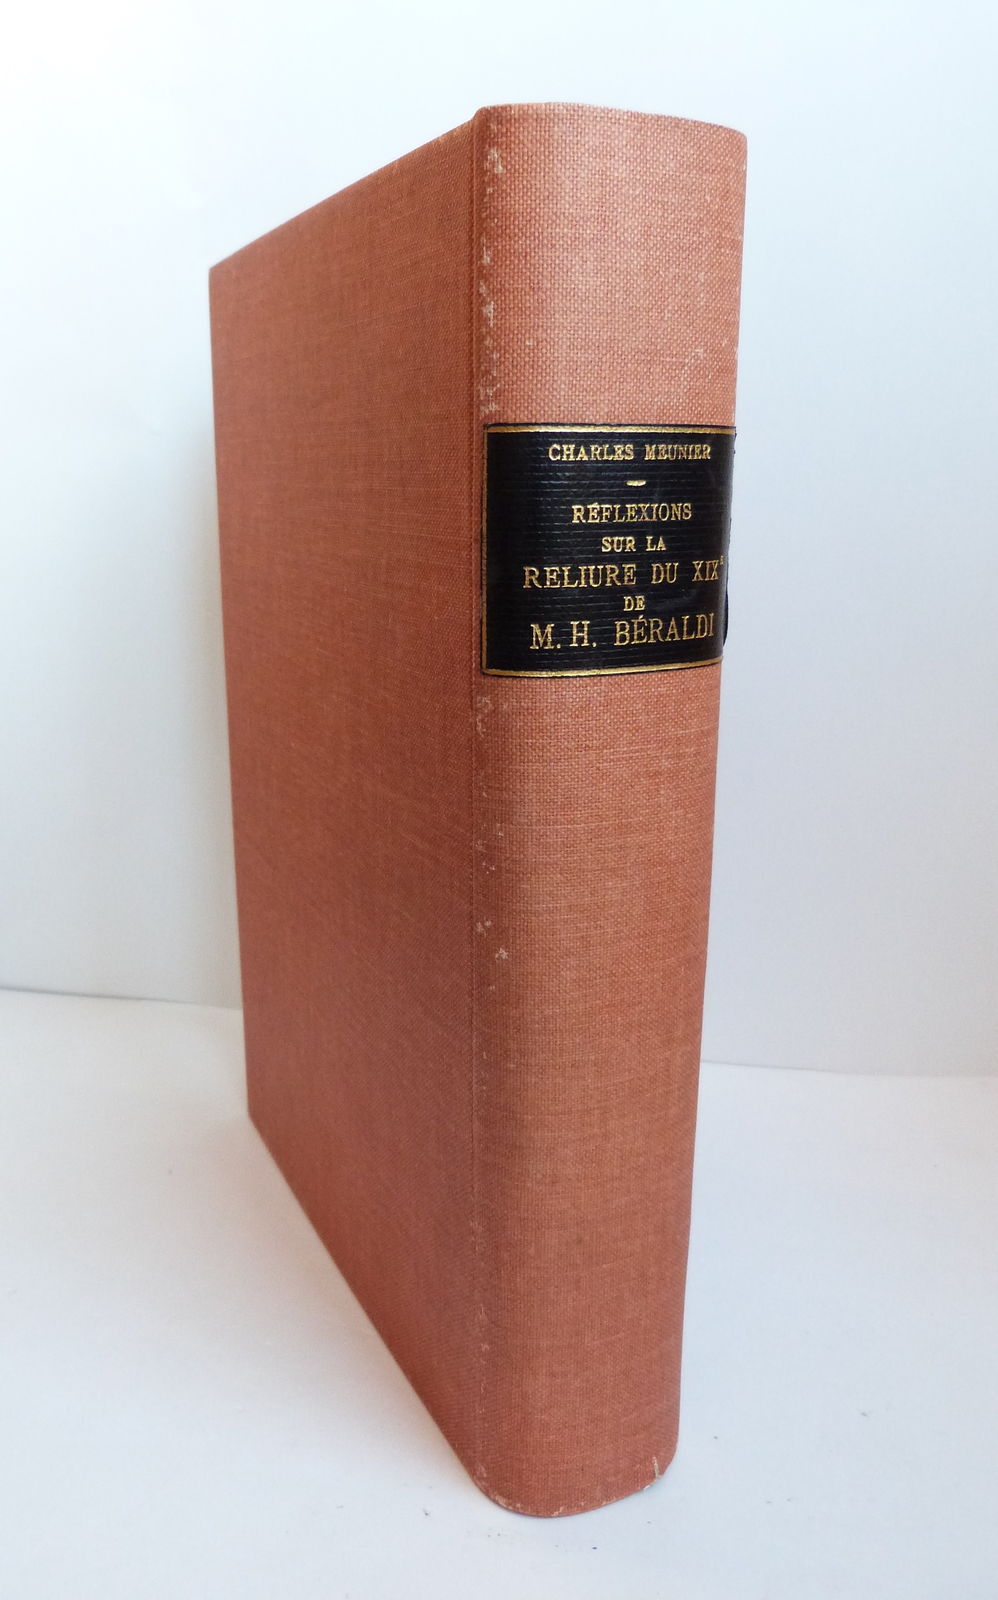 CHARLES MEUNIER
RÉFLEXIONS
SUR LA
RELIURE DU XIXE
DE
M. H. BÉRALDI